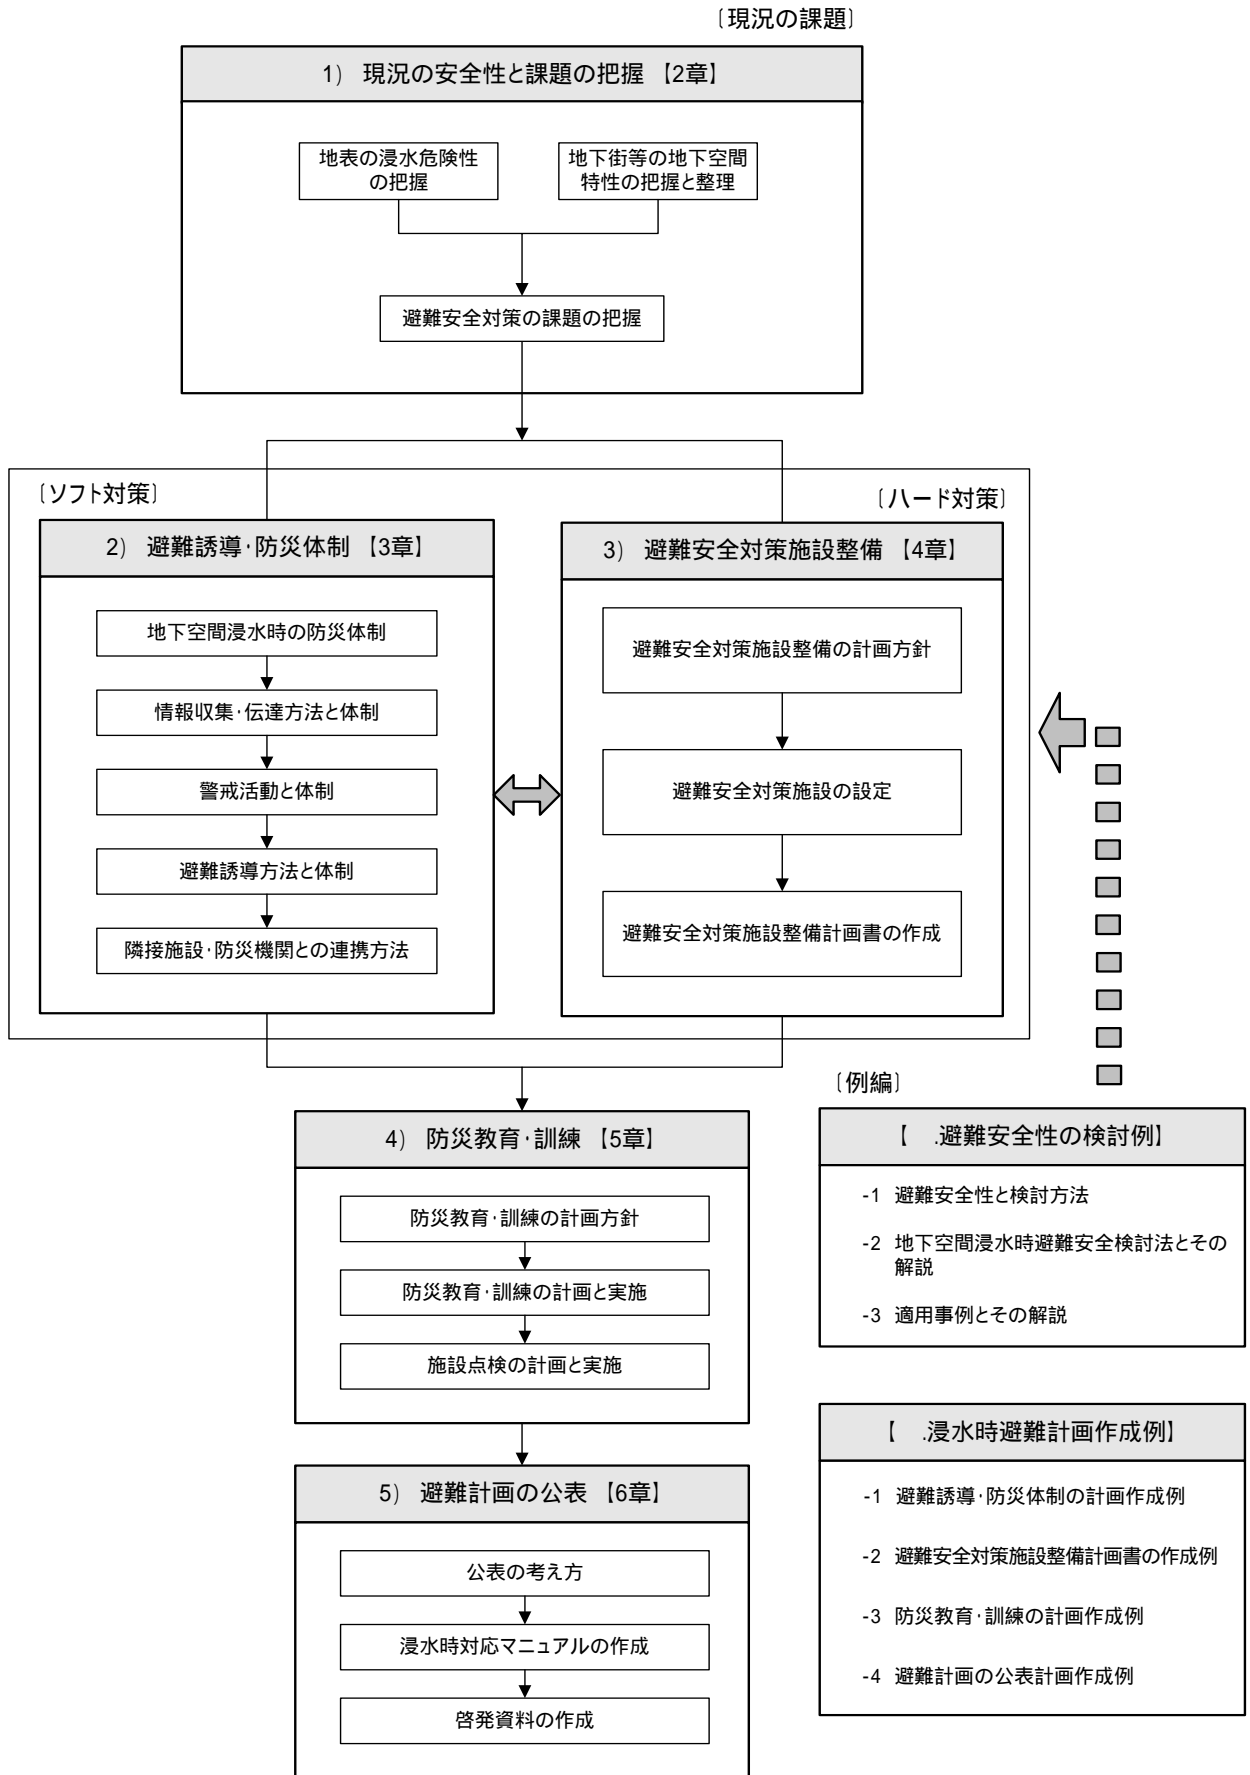 〔現況の課題〕
1) 現況の安全性と課題の把握 【2章】
地表の浸水危険性
の把握
地下街等の地下空間
特性の把握と整理
避難安全対策の課題の把握
〔ソフト対策〕
〔ハード対策〕
2) 避難誘導・防災体制 【3章】
地下空間浸水時の防災体制
情報収集・伝達方法と体制
警戒活動と体制
避難誘導方法と体制
隣接施設・防災機関との連携方法
3) 避難安全対策施設整備 【4章】
避難安全対策施設整備の計画方針
避難安全対策施設の設定
避難安全対策施設整備計画書の作成
4) 防災教育・訓練 【5章】
防災教育・訓練の計画方針
防災教育・訓練の計画と実施
施設点検の計画と実施
5) 避難計画の公表 【6章】
公表の考え方
浸水時対応マニュアルの作成
啓発資料の作成
〔例編〕
【 .避難安全性の検討例】
-1 避難安全性と検討方法
-2 地下空間浸水時避難安全検討法とその
解説
-3 適用事例とその解説
【 .浸水時避難計画作成例】
-1 避難誘導・防災体制の計画作成例
-2 避難安全対策施設整備計画書の作成例
-3 防災教育・訓練の計画作成例
-4 避難計画の公表計画作成例